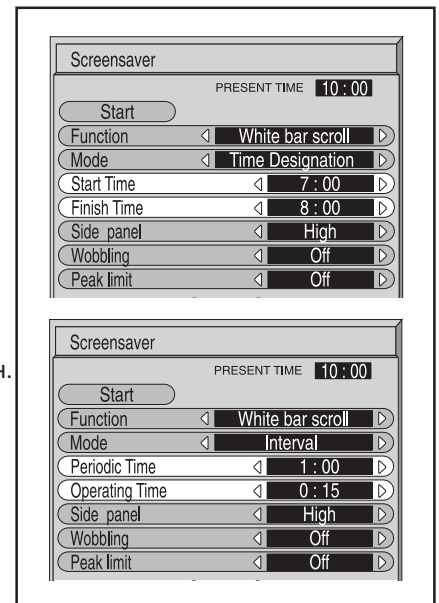 Screensaver
PRESENT TIME 10 : 00
Start
Function White bar scroll
Mode Time Designation
Start Time 7 : 00
Finish Time 8 : 00
Side panel High
Wobbling Off
Peak limit Off
H.
Screensaver
PRESENT TIME 10 : 00
Start
Function White bar scroll
Mode Interval
Periodic Time 1 : 00
Operating Time 0 : 15
Side panel High
Wobbling Off
Peak limit Off